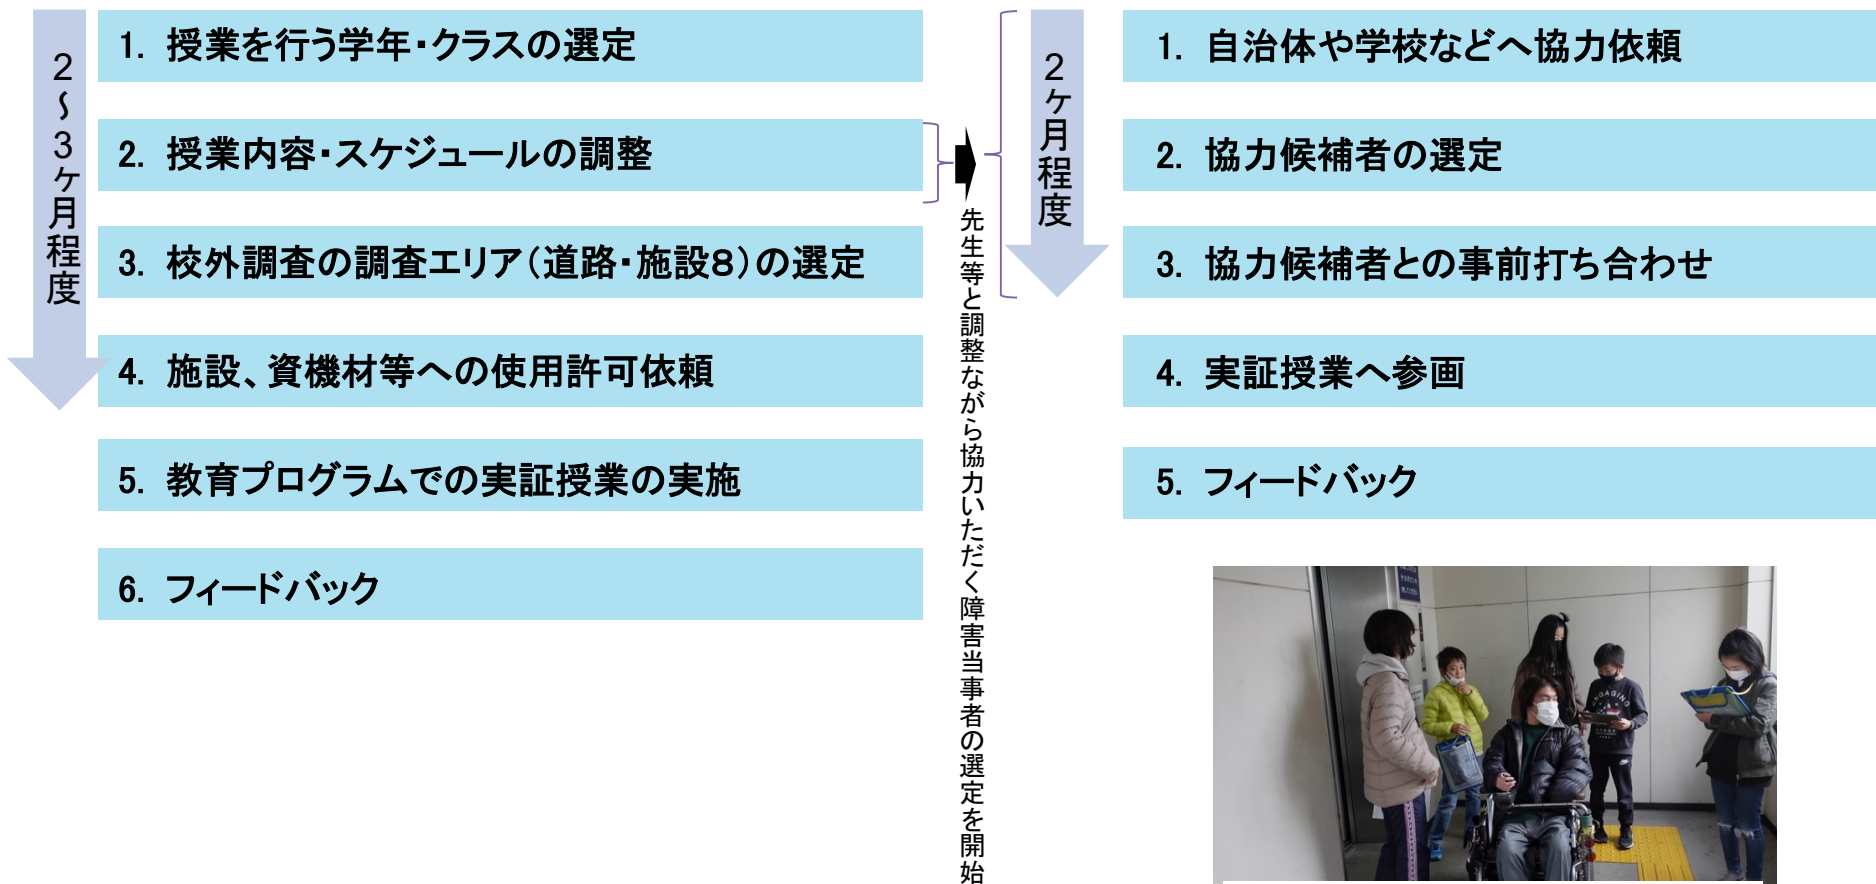 2～3ヶ月程度
1. 授業を行う学年・クラスの選定
2. 授業内容・スケジュールの調整
3. 校外調査の調査エリア（道路・施設8）の選定
4. 施設、資機材等への使用許可依頼
5. 教育プログラムでの実証授業の実施
6. フィードバック
先生等と調整ながら協力いただく障害当事者の選定を開始
2ヶ月程度
1. 自治体や学校などへ協力依頼
2. 協力候補者の選定
3. 協力候補者との事前打ち合わせ
4. 実証授業へ参画
5. フィードバック
ENGAGING